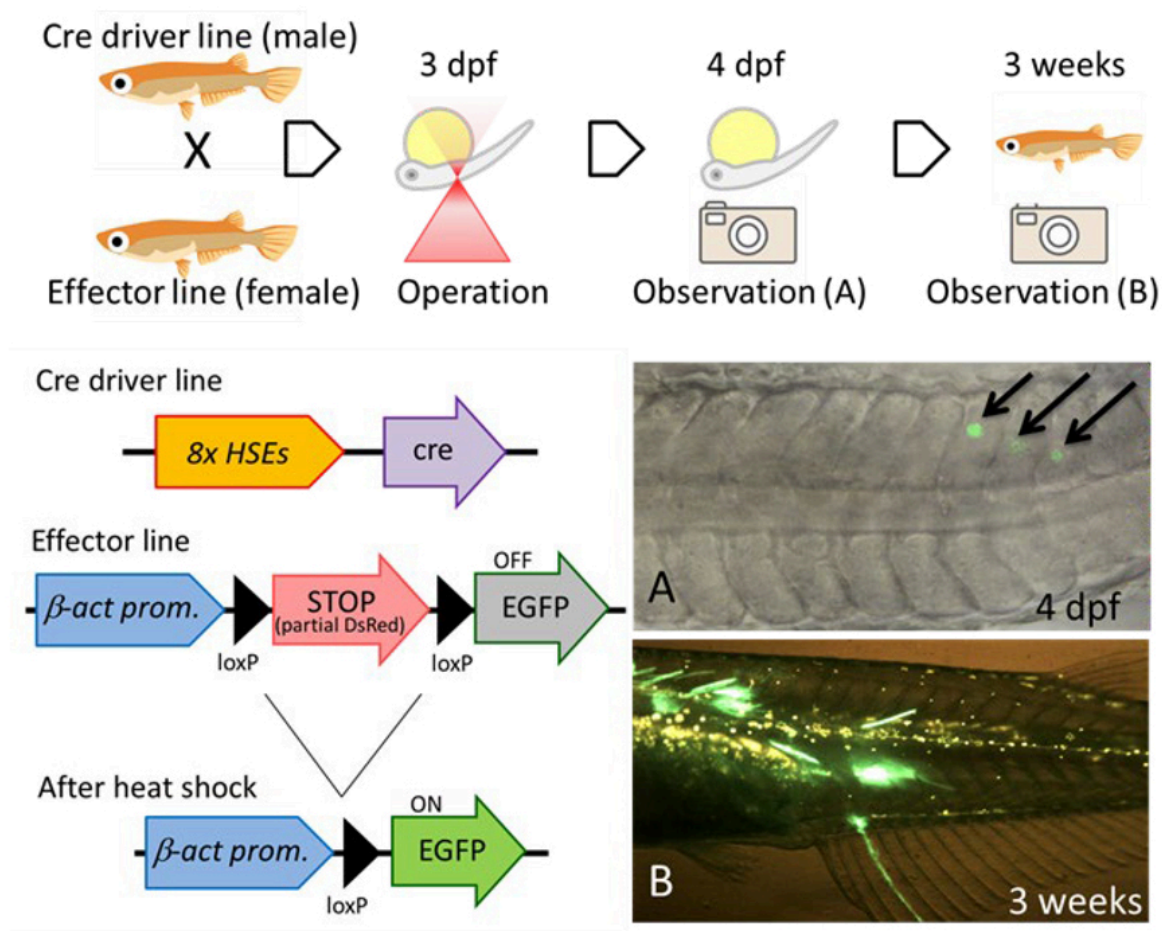 Cre driver line (male)
X
Effector line (female)
3 dpf
Operation
4 dpf
Observation (A)
3 weeks
Observation (B)
Cre driver line
8x HSEs
cre
Effector line
β-act prom.
loxP
STOP
(partial DsRed)
loxP
OFF
EGFP
After heat shock
β-act prom.
loxP
ON
EGFP
A
4 dpf
B
3 weeks